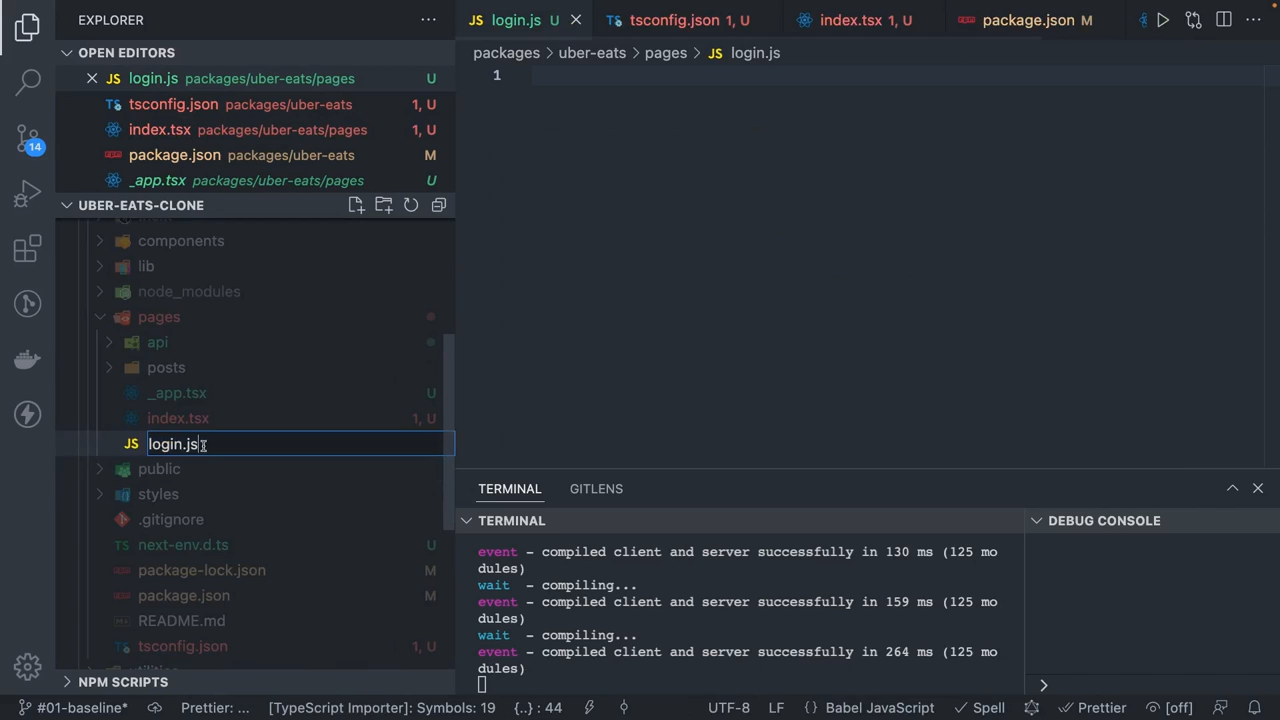 EXPLORER
OPEN EDITORS
login.js packages/uber-eats/pages U
tsconfig.json packages/uber-eats 1, U
index.tsx packages/uber-eats/pages 1, U
package.json packages/uber-eats M
_app.tsx packages/uber-eats/pages U
UBER-EATS-CLONE
components
lib
node_modules
pages
api
posts
_app.tsx U
index.tsx 1, U
JS login.js
public
styles
.gitignore
TS next-env.d.ts U
package-lock.json M
package.json M
README.md
tsconfig.json 1, U
NPM SCRIPTS
14
JS login.js U tsconfig.json 1, U index.tsx 1, U package.json M
packages > uber-eats > pages > JS login.js
1
TERMINAL GITLENS
TERMINAL
event - compiled client and server successfully in 130 ms (125 mo
dules)
wait - compiling...
event - compiled client and server successfully in 159 ms (125 mo
dules)
wait - compiling...
event - compiled client and server successfully in 264 ms (125 mo
dules)
DEBUG CONSOLE
#01-baseline* Prettier: ... [TypeScript Importer]: Symbols: 19 {..} : 44 UTF-8 LF {} Babel JavaScript Spell Prettier [off]